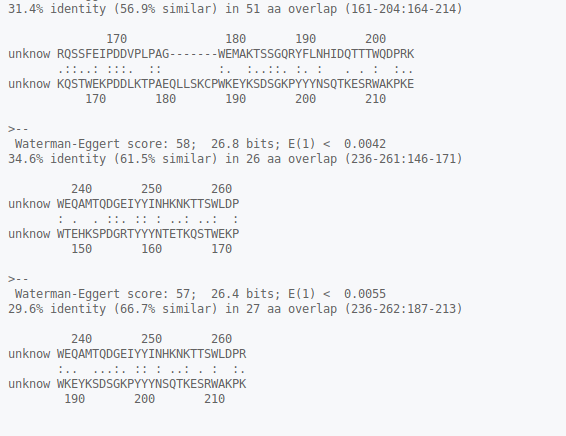 31.4% identity (56.9% similar) in 51 aa overlap (161-204:164-214)

              170              180       190       200
unknow RQSSFEIPDDVPLPAG-------WEMAKTSSGQRYFLNHIDQTTTWQDPRK
       .::..: :::.  ::        :.  :..::. :. :   . . :  :..
unknow KQSTWEKPDDLKTPAEQLLSKCPWKEYKSDSGKPYYYNSQTKESRWAKPKE
           170       180       190       200       210

>--
 Waterman-Eggert score: 58;  26.8 bits; E(1) <  0.0042
34.6% identity (61.5% similar) in 26 aa overlap (236-261:146-171)

         240       250       260
unknow WEQAMTQDGEIYYINHKNKTTSWLDP
       : .  . ::. :: : ..: ..:  :
unknow WTEHKSPDGRTYYYNTETKQSTWEKP
         150       160       170

>--
 Waterman-Eggert score: 57;  26.4 bits; E(1) <  0.0055
29.6% identity (66.7% similar) in 27 aa overlap (236-262:187-213)

         240       250       260
unknow WEQAMTQDGEIYYINHKNKTTSWLDPR
       :..  ...:. :: : ..: . :  :.
unknow WKEYKSDSGKPYYYNSQTKESRWAKPK
        190       200       210